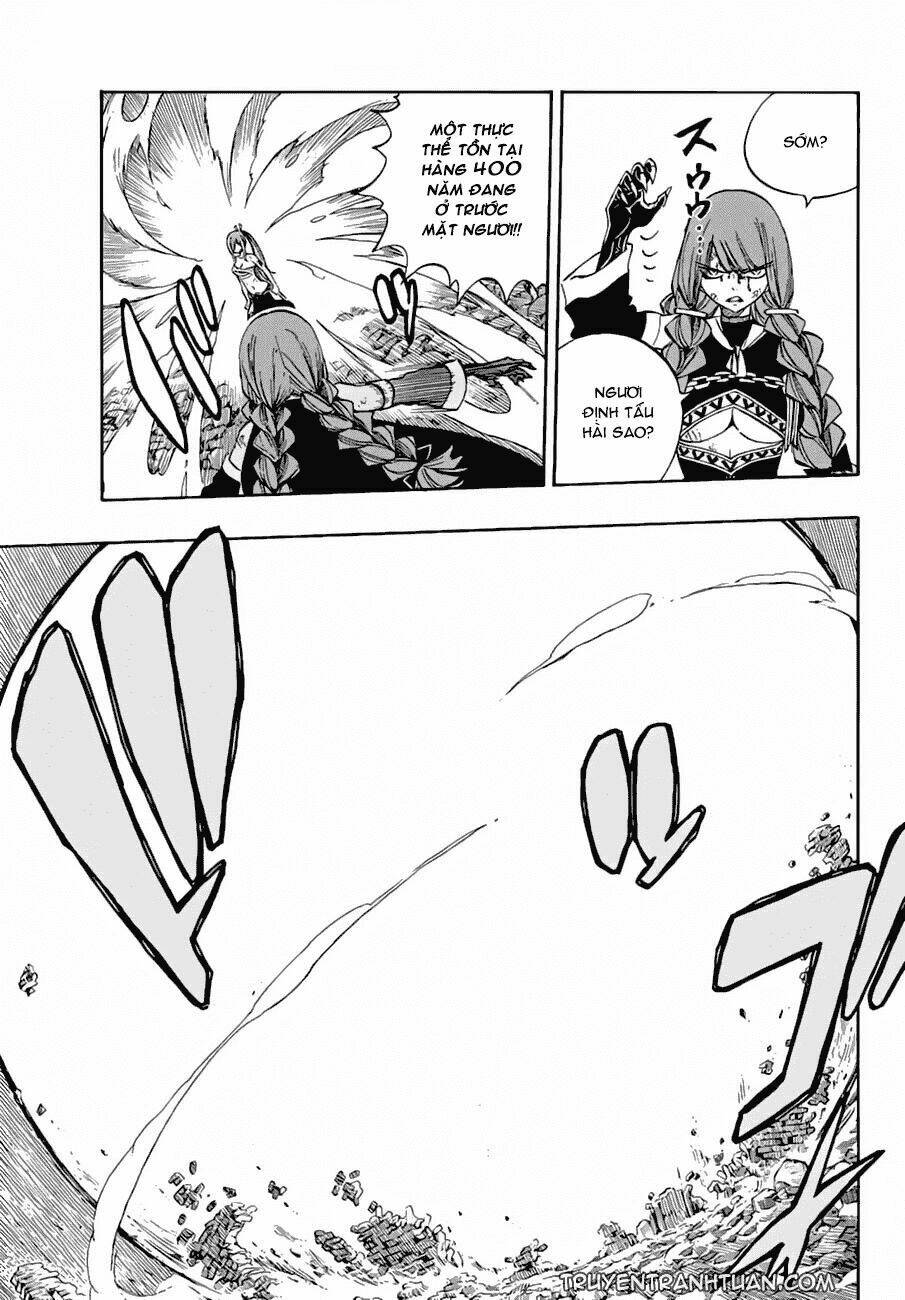 SỚM?
スゥゥ……
NGƯƠI
ĐỊNH TẤU
HÀI SAO?
MỘT THỰC
THỂ TỒN TẠI
HÀNG 400
NĂM ĐANG
Ở TRƯỚC
MẶT NGƯƠI!!
TRUYENTRANHTUAN.COM